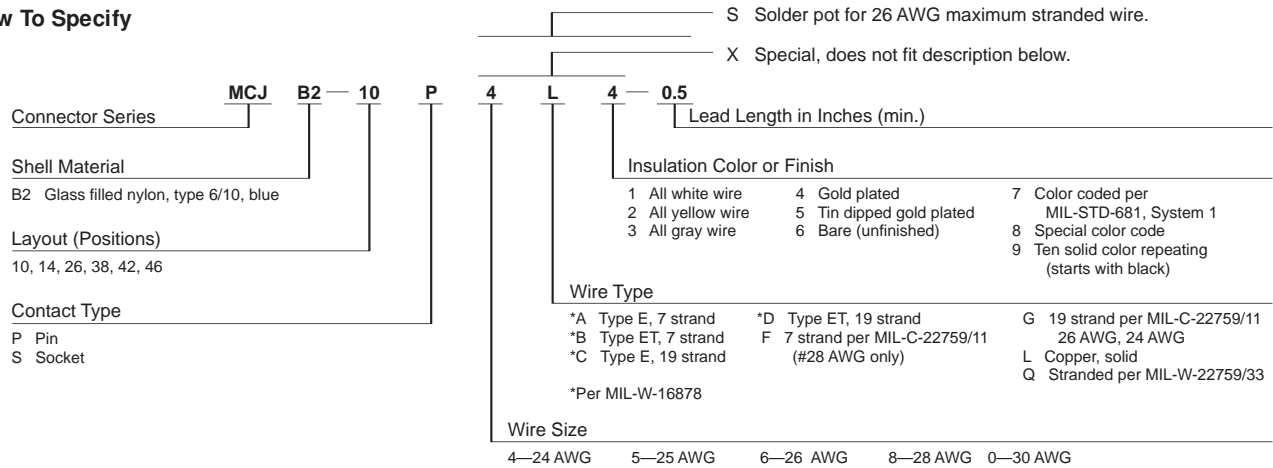 w To Specify
S Solder pot for 26 AWG maximum stranded wire.
X Special, does not fit description below.
MCJ B2 — 10 P 4 L 4 — 0.5
Connector Series
Lead Length in Inches (min.)
Shell Material
B2 Glass filled nylon, type 6/10, blue
Layout (Positions)
10, 14, 26, 38, 42, 46
Contact Type
P Pin
S Socket
Insulation Color or Finish
1 All white wire
2 All yellow wire
3 All gray wire
4 Gold plated
5 Tin dipped gold plated
6 Bare (unfinished)
7 Color coded per
MIL-STD-681, System 1
8 Special color code
9 Ten solid color repeating
(starts with black)
Wire Type
*A Type E, 7 strand
*B Type ET, 7 strand
*C Type E, 19 strand
*D Type ET, 19 strand
F 7 strand per MIL-C-22759/11
(#28 AWG only)
G 19 strand per MIL-C-22759/11
26 AWG, 24 AWG
L Copper, solid
Q Stranded per MIL-W-22759/33
*Per MIL-W-16878
Wire Size
4—24 AWG 5—25 AWG 6—26 AWG 8—28 AWG 0—30 AWG